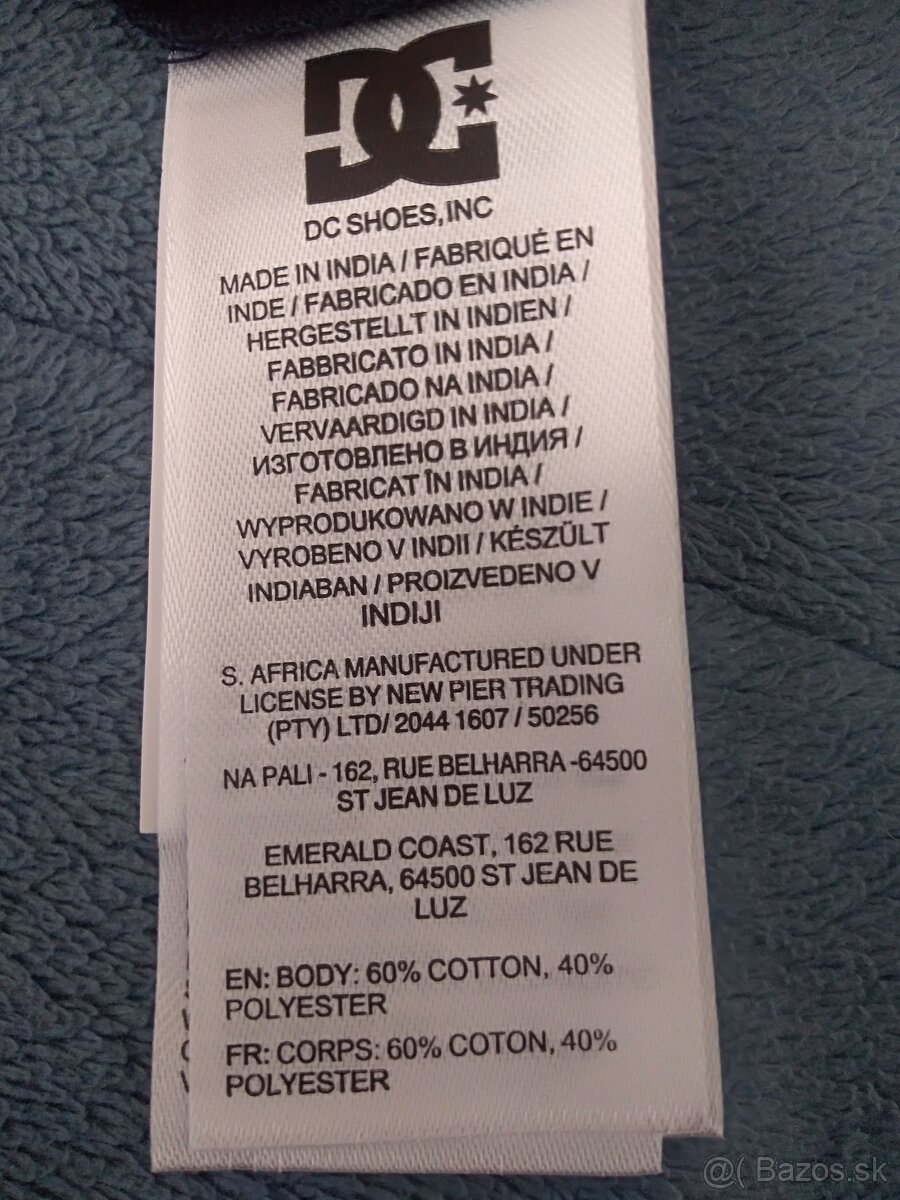 DC
DC SHOES, INC
MADE IN INDIA / FABRIQUÉ EN
INDE / FABRICADO EN INDIA /
HERGESTELLT IN INDIEN /
FABBRICATO IN INDIA /
FABRICADO NA INDIA /
VERVAARDIGD IN INDIA /
ИЗГОТОВЛЕНО В ИНДИЯ /
FABRICAT ÎN INDIA /
WYPRODUKOWANO W INDIE /
VYROBENO V INDII / KÉSZÜLT
INDIABAN / PROIZVEDENO V
INDIJI
S. AFRICA MANUFACTURED UNDER
LICENSE BY NEW PIER TRADING
(PTY) LTD/ 2044 1607 / 50256
NA PALI - 162, RUE BELHARRA -64500
ST JEAN DE LUZ
EMERALD COAST, 162 RUE
BELHARRA, 64500 ST JEAN DE
LUZ
EN: BODY: 60% COTTON, 40%
POLYESTER
FR: CORPS: 60% COTON, 40%
POLYESTER
@( Bazos.sk